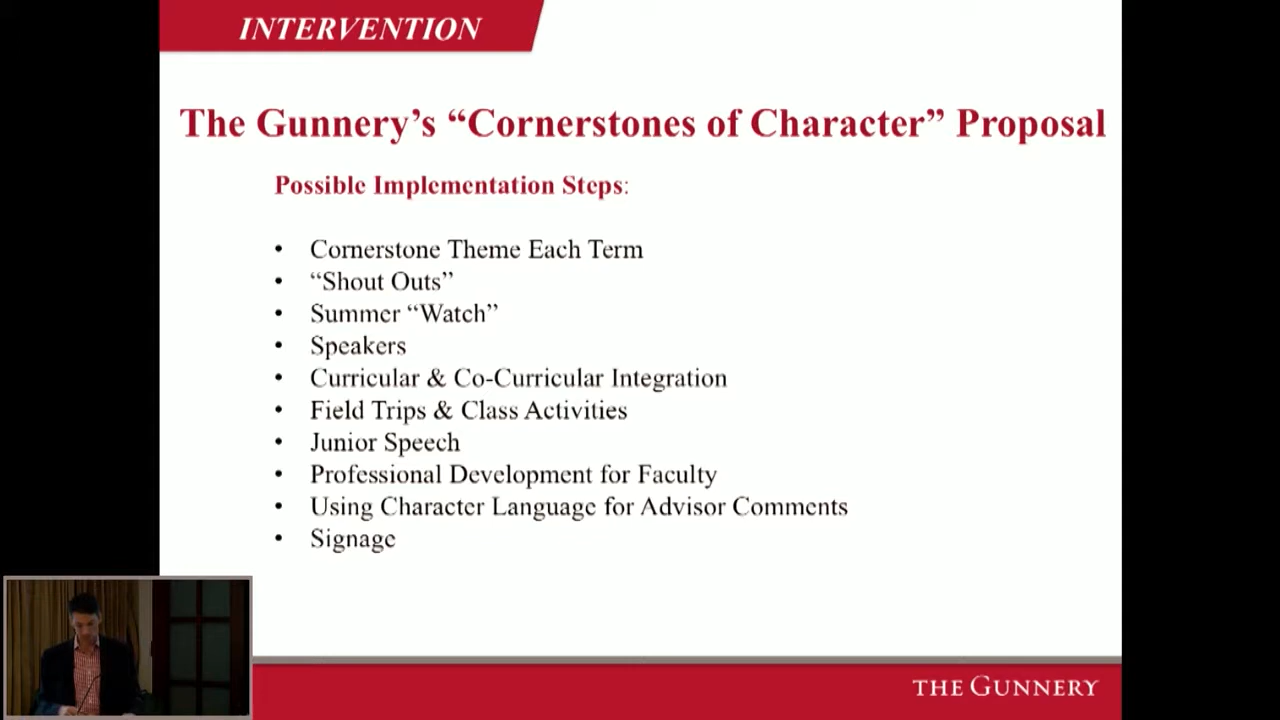 INTERVENTION
The Gunnery’s “Cornerstones of Character” Proposal
Possible Implementation Steps:
• Cornerstone Theme Each Term
• “Shout Outs”
• Summer “Watch”
• Speakers
• Curricular & Co-Curricular Integration
• Field Trips & Class Activities
• Junior Speech
• Professional Development for Faculty
• Using Character Language for Advisor Comments
• Signage
THE GUNNERY